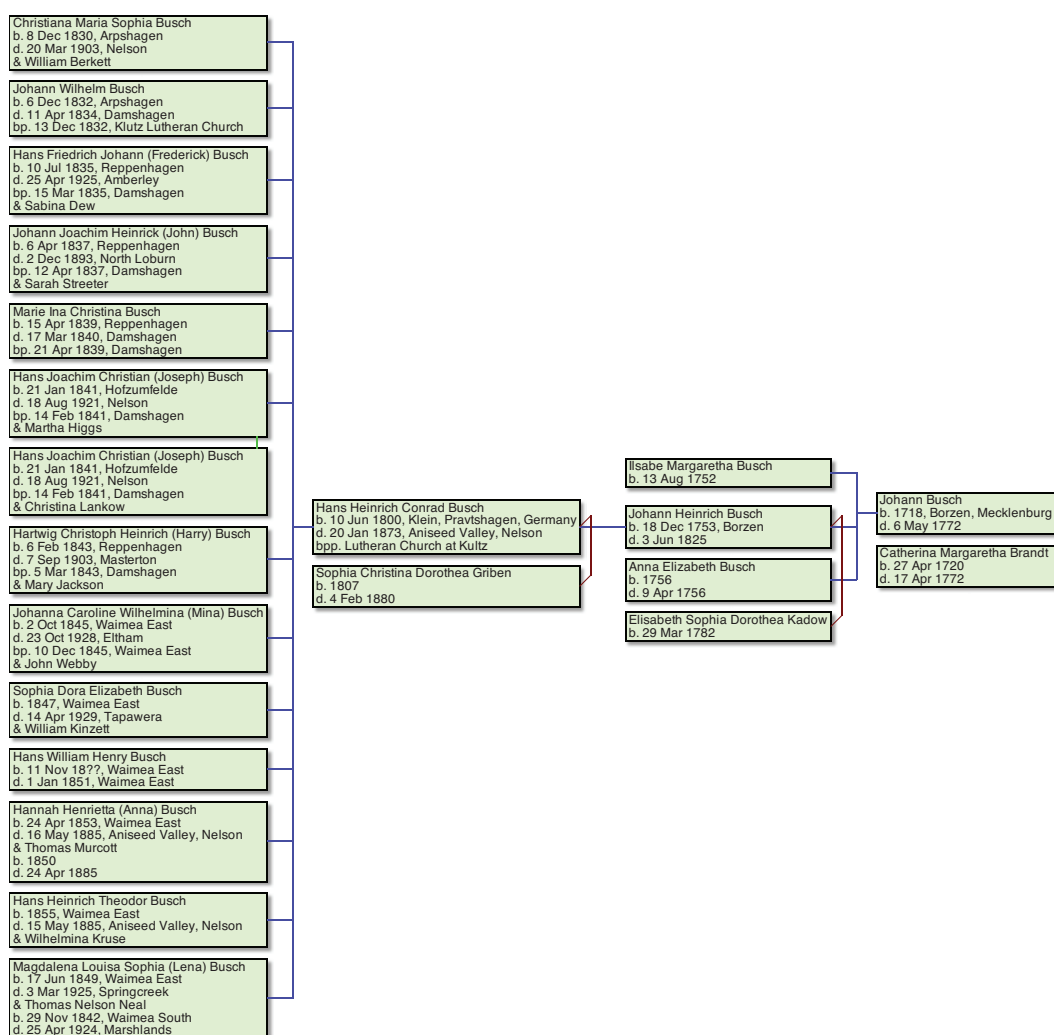 Christiana Maria Sophia Busch
b. 8 Dec 1830, Arpshagen
d. 20 Mar 1903, Nelson
& William Berkett
Johann Wilhelm Busch
b. 6 Dec 1832, Arpshagen
d. 11 Apr 1834, Damshagen
bp. 13 Dec 1832, Klutz Lutheran Church
Hans Friedrich Johann (Frederick) Busch
b. 10 Jul 1835, Reppenhagen
d. 25 Apr 1925, Amberley
bp. 15 Mar 1835, Damshagen
& Sabina Dew
Johann Joachim Heinrick (John) Busch
b. 6 Apr 1837, Reppenhagen
d. 2 Dec 1893, North Loburn
bp. 12 Apr 1837, Damshagen
& Sarah Streeter
Marie Ina Christina Busch
b. 15 Apr 1839, Reppenhagen
d. 17 Mar 1840, Damshagen
bp. 21 Apr 1839, Damshagen
Hans Joachim Christian (Joseph) Busch
b. 21 Jan 1841, Hofzumfelde
d. 18 Aug 1921, Nelson
bp. 14 Feb 1841, Damshagen
& Martha Higgs
Hans Joachim Christian (Joseph) Busch
b. 21 Jan 1841, Hofzumfelde
d. 18 Aug 1921, Nelson
bp. 14 Feb 1841, Damshagen
& Christina Lankow
Hartwig Christoph Heinrich (Harry) Busch
b. 6 Feb 1843, Reppenhagen
d. 7 Sep 1903, Masterton
bp. 5 Mar 1843, Damshagen
& Mary Jackson
Johanna Caroline Wilhelmina (Mina) Busch
b. 2 Oct 1845, Waimea East
d. 23 Oct 1928, Eltham
bp. 10 Dec 1845, Waimea East
& John Webby
Sophia Dora Elizabeth Busch
b. 1847, Waimea East
d. 14 Apr 1929, Tapawera
& William Kinzett
Hans William Henry Busch
b. 11 Nov 18??, Waimea East
d. 1 Jan 1851, Waimea East
Hannah Henrietta (Anna) Busch
b. 24 Apr 1853, Waimea East
d. 16 May 1885, Aniseed Valley, Nelson
& Thomas Murcott
b. 1850
d. 24 Apr 1885
Hans Heinrich Theodor Busch
b. 1855, Waimea East
d. 15 May 1885, Aniseed Valley, Nelson
& Wilhelmina Kruse
Magdalena Louisa Sophia (Lena) Busch
b. 17 Jun 1849, Waimea East
d. 3 Mar 1925, Springcreek
& Thomas Nelson Neal
b. 29 Nov 1842, Waimea South
d. 25 Apr 1924, Marshlands
Hans Heinrich Conrad Busch
b. 10 Jun 1800, Klein, Pravtshagen, Germany
d. 20 Jan 1873, Aniseed Valley, Nelson
bpp. Lutheran Church at Kultz
Sophia Christina Dorothea Griben
b. 1807
d. 4 Feb 1880
Ilsabe Margaretha Busch
b. 13 Aug 1752
Johann Heinrich Busch
b. 18 Dec 1753, Borzen
d. 3 Jun 1825
Anna Elizabeth Busch
b. 1756
d. 9 Apr 1756
Elisabeth Sophia Dorothea Kadow
b. 29 Mar 1782
Johann Busch
b. 1718, Borzen, Mecklenburg
d. 6 May 1772
Catherina Margaretha Brandt
b. 27 Apr 1720
d. 17 Apr 1772